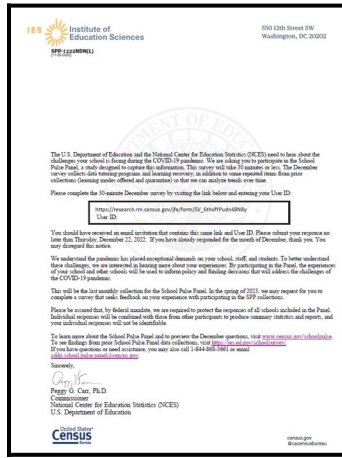 IES Institute of
Education Sciences
550 12th Street SW
Washington, DC 20202
SPP-1222NDN(L)
The U.S. Department of Education and the National Center for Education Statistics (NCES) need to hear about the
challenges your school is facing during the COVID-19 pandemic. We are asking you to participate in the School
Pulse Panel, a study designed to capture this information. This survey will take 30 minutes or less. The December
survey collects data tutoring programs and learning recovery, in addition to some repeated items from prior
collections (learning modes offered and quarantine) so that we can analyze trends over time.
Please complete the 30-minute December survey by visiting the link below and entering your User ID:
User ID:
You should have received an email invitation that contains this same link and User ID. Please submit your response no
later than Thursday, December 22, 2022. If you have already responded for the month of December, thank you. You
may disregard this notice.
We understand the pandemic has placed exceptional demands on your school, staff, and students. To better understand
these challenges, we are interested in hearing more about your experiences. By participating in the Panel, the experiences
of your school and other schools will be used to inform policy and funding decisions that will address the challenges of
the COVID-19 pandemic.
This will be the last monthly collection for the School Pulse Panel. In the spring of 2023, we may request for you to
complete a survey that seeks feedback on your experience with participating in the SPP collections.
Please be assured that, by federal mandate, we are required to protect the responses of all schools included in the Panel.
Individual responses will be combined with those from other participants to produce summary statistics and reports, and
your individual responses will not be identifiable.
To learn more about the School Pulse Panel and to preview the December questions, visit www.census.gov/schoolpulse.
To see findings from prior School Pulse Panel data collections, visit https://ies.ed.gov/schoolsurvey/.
If you have questions or need assistance, you may also call 1-844-868-3661 or email
addp.school.pulse.panel@census.gov.
Sincerely,
Peggy G. Carr, Ph.D.
Commissioner
National Center for Education Statistics (NCES)
U.S. Department of Education
United States®
Census
Bureau
census.gov
@uscensusbureau